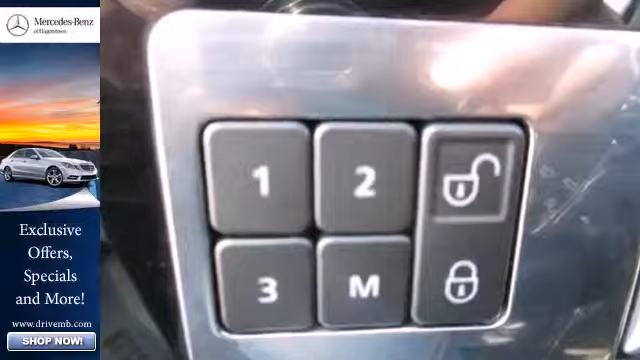 Mercedes-Benz
of Hagerstown
Exclusive
Offers,
Specials
and More!
www.drivemb.com
SHOP NOW!
1 2
3 M